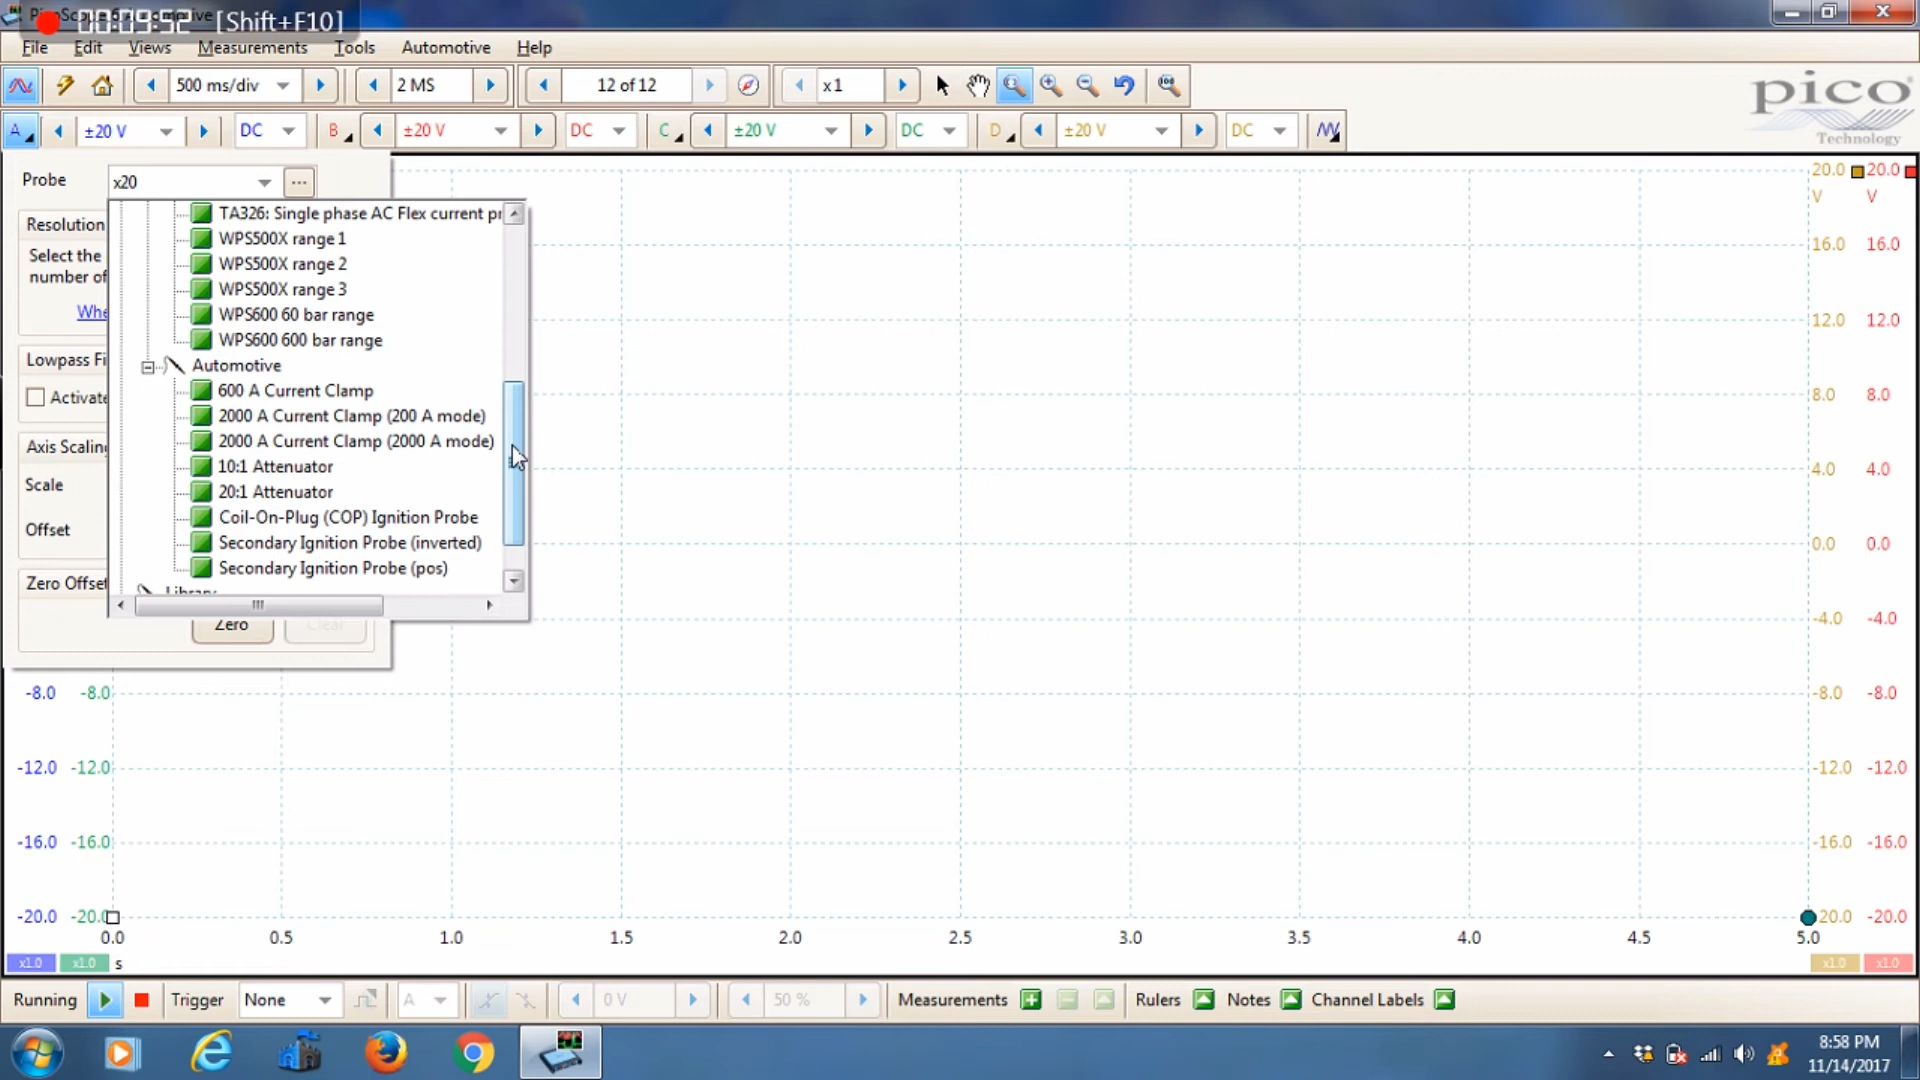 PicoScope 6 Automotive
00:09:52 [Shift+F10]
File Edit Views Measurements Tools Automotive Help
500 ms/div 2 MS 12 of 12 x1
A ±20 V DC B ±20 V DC C ±20 V DC D ±20 V DC
pico
Technology
Probe x20 ...
Resolution
Select the
number of
Lowpass
Activate
Axis Scaling
Scale
Offset
Zero Offset
Zero Clear
TA326: Single phase AC Flex current
WPS500X range 1
WPS500X range 2
WPS500X range 3
WPS600 60 bar range
WPS600 600 bar range
Automotive
600 A Current Clamp
2000 A Current Clamp (200 A mode)
2000 A Current Clamp (2000 A mode)
10:1 Attenuator
20:1 Attenuator
Coil-On-Plug (COP) Ignition Probe
Secondary Ignition Probe (inverted)
Secondary Ignition Probe (pos)
Library
20.0 20.0
V V
16.0 16.0
12.0 12.0
8.0 8.0
4.0 4.0
0.0 0.0
-4.0 -4.0
-8.0 -8.0 -8.0 -8.0
-12.0 -12.0 -12.0 -12.0
-16.0 -16.0 -16.0 -16.0
-20.0 -20.0 20.0 -20.0
0.0 0.5 1.0 1.5 2.0 2.5 3.0 3.5 4.0 4.5 5.0
x1.0 x1.0 s x1.0 x1.0
Running Trigger None A 0 V 50 % Measurements Rulers Notes Channel Labels
8:58 PM
11/14/2017